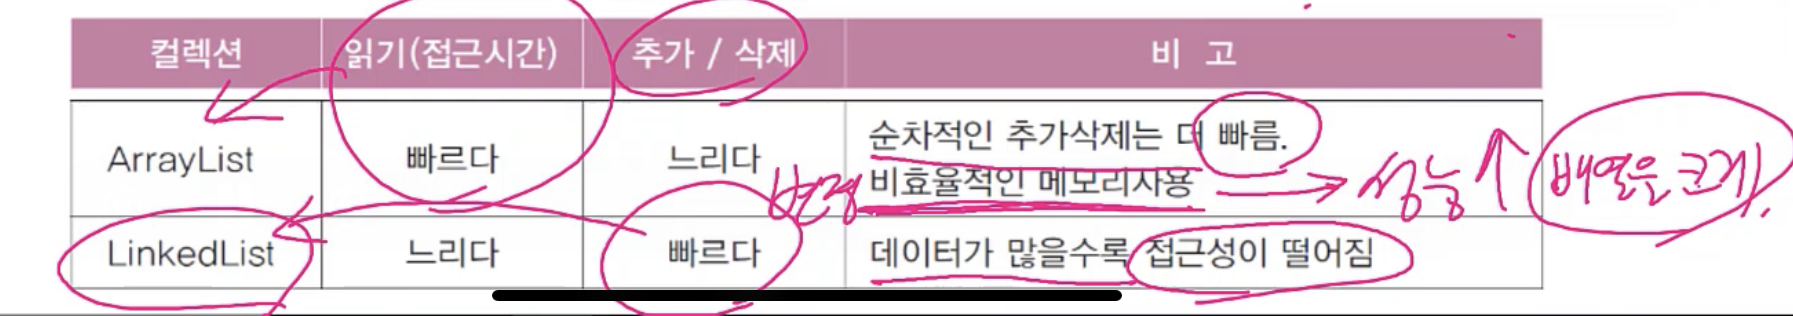 컬렉션 읽기(접근시간) 추가 / 삭제 비 고
ArrayList 빠르다 느리다 순차적인 추가삭제는 더 빠름.
비효율적인 메모리사용
성능↑ 배열을 크게.
LinkedList 느리다 빠르다 데이터가 많을수록 접근성이 떨어짐